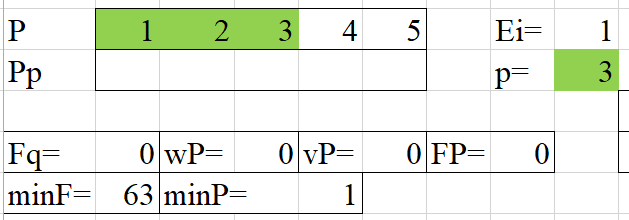 P 1 2 3 4 5 Ei= 1
Pp p= 3
Fq= 0 wP= 0 vP= 0 FP= 0
minF= 63 minP= 1